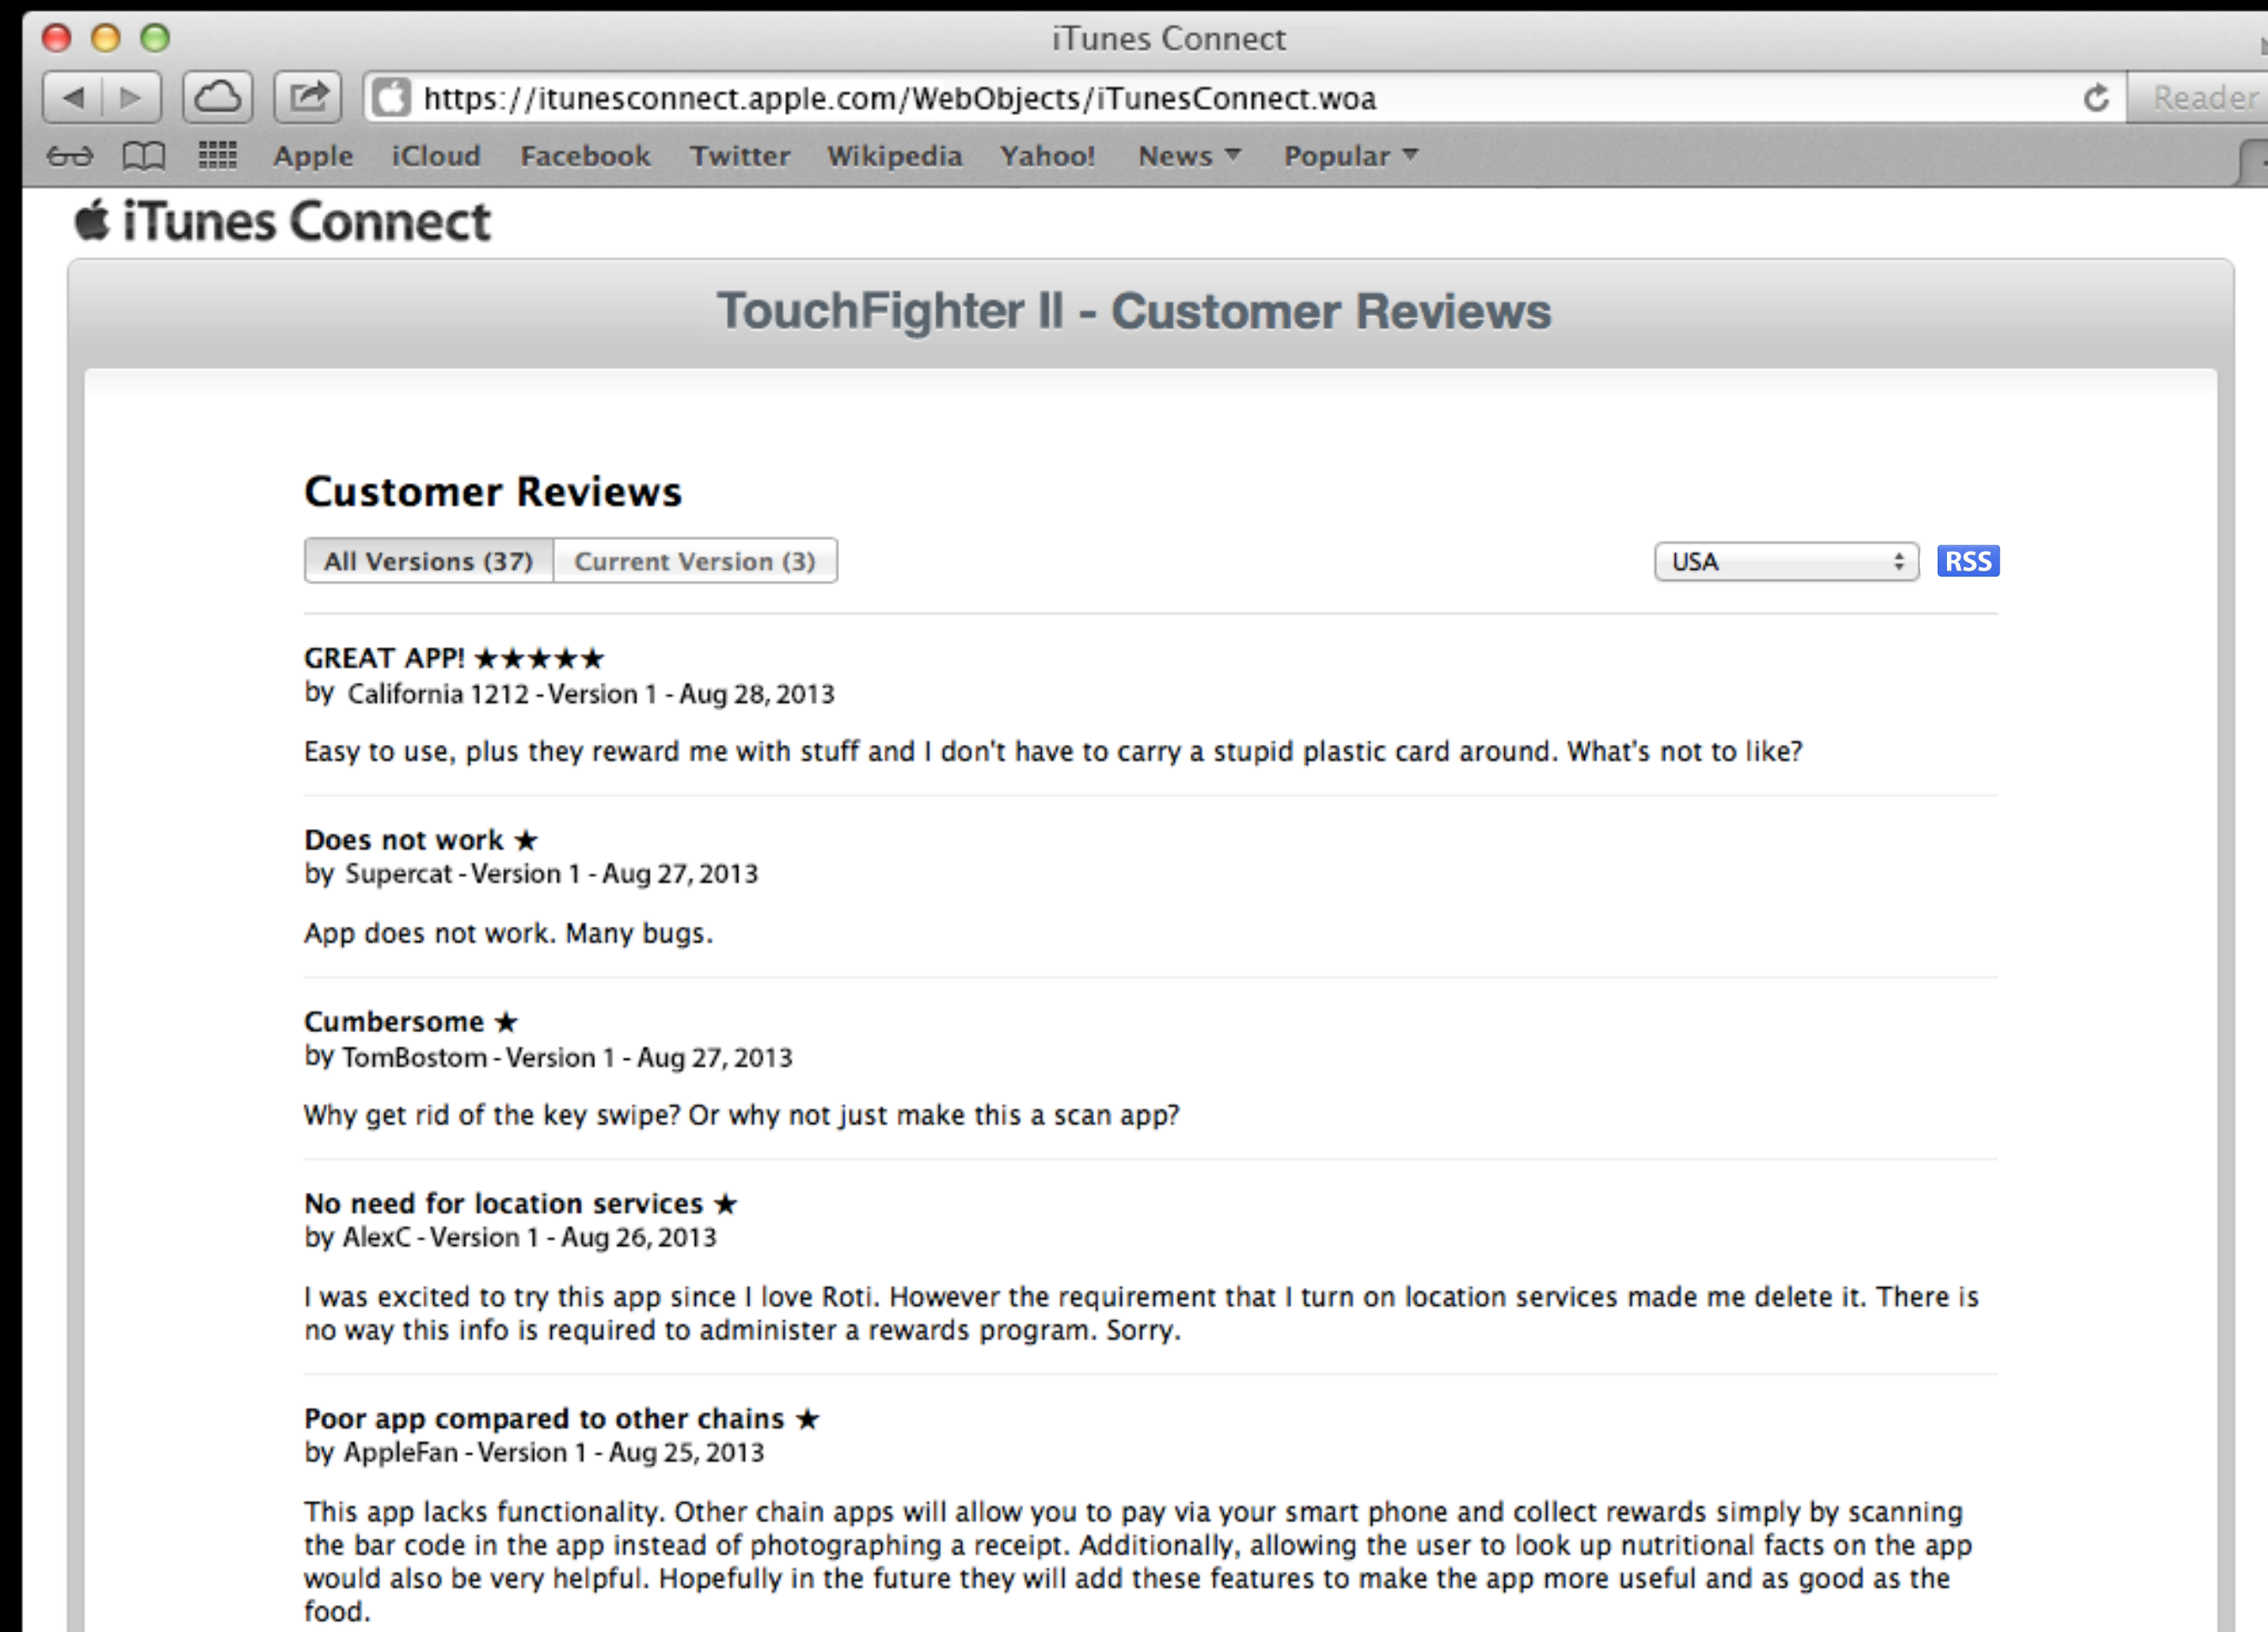 iTunes Connect
https://itunesconnect.apple.com/WebObjects/iTunesConnect.woa
Reader
Apple iCloud Facebook Twitter Wikipedia Yahoo! News Popular
iTunes Connect
TouchFighter II - Customer Reviews
Customer Reviews
All Versions (37) Current Version (3) USA RSS
GREAT APP! ★★★★★
by California 1212 - Version 1 - Aug 28, 2013
Easy to use, plus they reward me with stuff and I don't have to carry a stupid plastic card around. What's not to like?
Does not work ★
by Supercat - Version 1 - Aug 27, 2013
App does not work. Many bugs.
Cumbersome ★
by TomBostom - Version 1 - Aug 27, 2013
Why get rid of the key swipe? Or why not just make this a scan app?
No need for location services ★
by AlexC - Version 1 - Aug 26, 2013
I was excited to try this app since I love Roti. However the requirement that I turn on location services made me delete it. There is
no way this info is required to administer a rewards program. Sorry.
Poor app compared to other chains ★
by AppleFan - Version 1 - Aug 25, 2013
This app lacks functionality. Other chain apps will allow you to pay via your smart phone and collect rewards simply by scanning
the bar code in the app instead of photographing a receipt. Additionally, allowing the user to look up nutritional facts on the app
would also be very helpful. Hopefully in the future they will add these features to make the app more useful and as good as the
food.